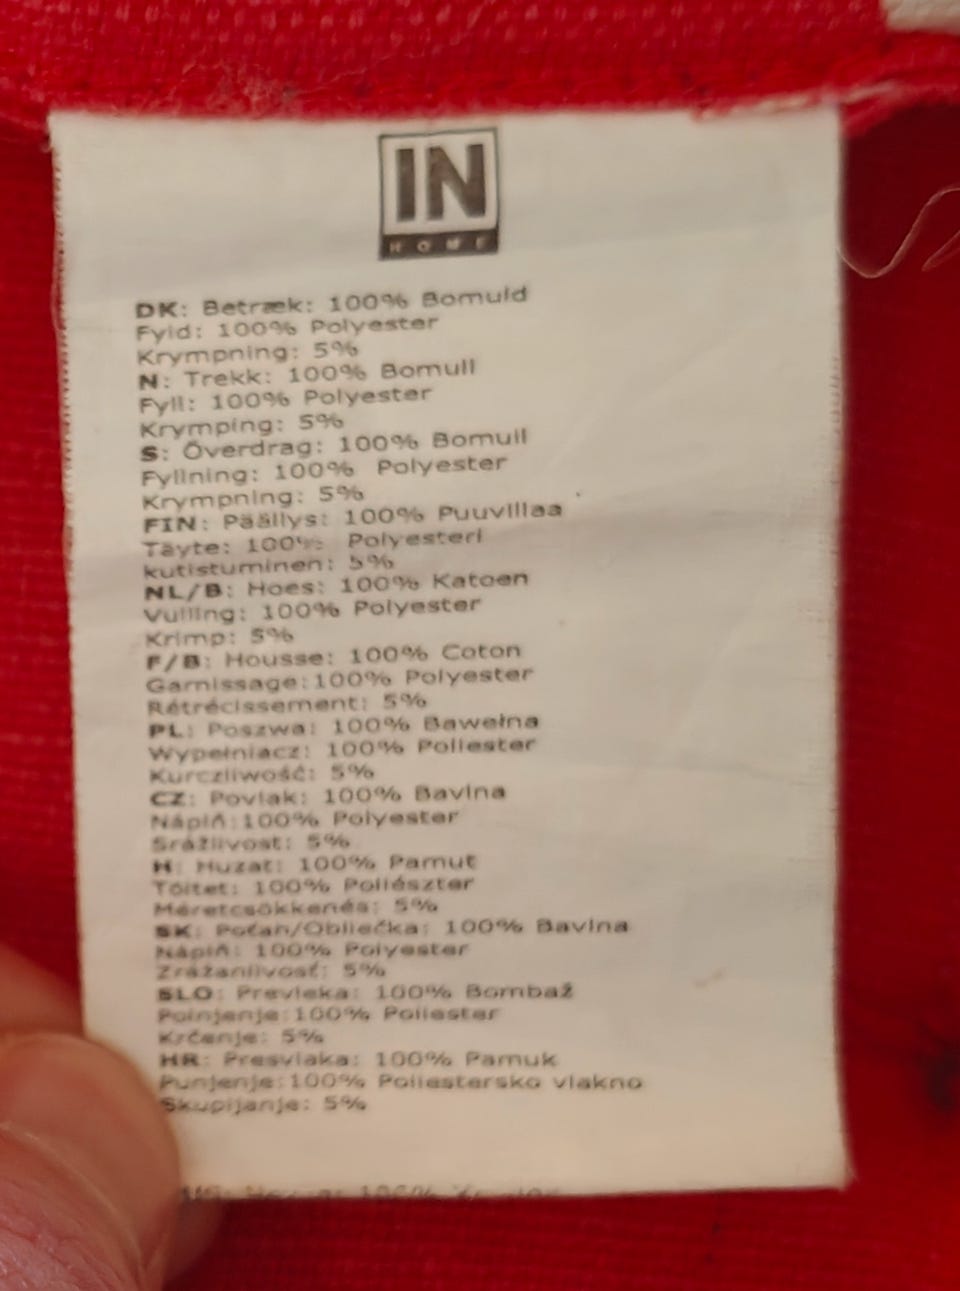 IN
HOME
DK: Betræk: 100% Bomuld
Fyld: 100% Polyester
Krympning: 5%
N: Trekk: 100% Bomull
Fyll: 100% Polyester
Krymping: 5%
S: Överdrag: 100% Bomull
Fyllning: 100% Polyester
Krympning: 5%
FIN: Päällys: 100% Puuvillaa
Täyte: 100% Polyesteri
kutistuminen: 5%
NL/B: Hoes: 100% Katoen
Vulling: 100% Polyester
Krimp: 5%
F/B: Housse: 100% Coton
Garnissage:100% Polyester
Rétrécissement: 5%
PL: Poszwa: 100% Bawełna
Wypełniacz: 100% Poliester
Kurczliwość: 5%
CZ: Povlak: 100% Bavlna
Náplň:100% Polyester
Srážlivost: 5%
H: Huzat: 100% Pamut
Töltet: 100% Poliészter
Méretcsökkenés: 5%
SK: Poťah/Obliečka: 100% Bavlna
Náplň: 100% Polyester
Zrážanlivosť: 5%
SLO: Prevleka: 100% Bombaž
Polnjenje:100% Poliester
Krčenje: 5%
HR: Presvlaka: 100% Pamuk
Punjenje:100% Poliestersko vlakno
Skupljanje: 5%
100%